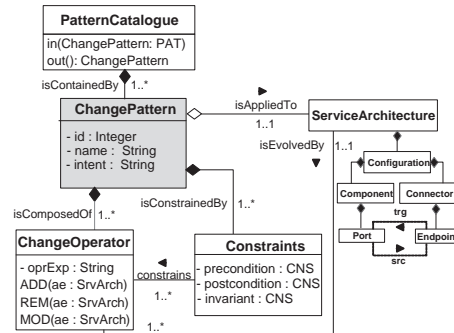 PatternCatalogue
in(ChangePattern: PAT)
out(): ChangePattern
isContainedBy
1..*
ChangePattern
- id : Integer
- name : String
- intent : String
isAppliedTo
1..1
ServiceArchitecture
isEvolvedBy
1..1
Configuration
Component
Connector
trg
Port
Endpoint
src
isComposedOf
1..*
isConstrainedBy
1..*
ChangeOperator
- oprExp : String
ADD(ae : SrvArch)
REM(ae : SrvArch)
MOD(ae : SrvArch)
constrains
1..*
Constraints
- precondition : CNS
- postcondition : CNS
- invariant : CNS
1..*